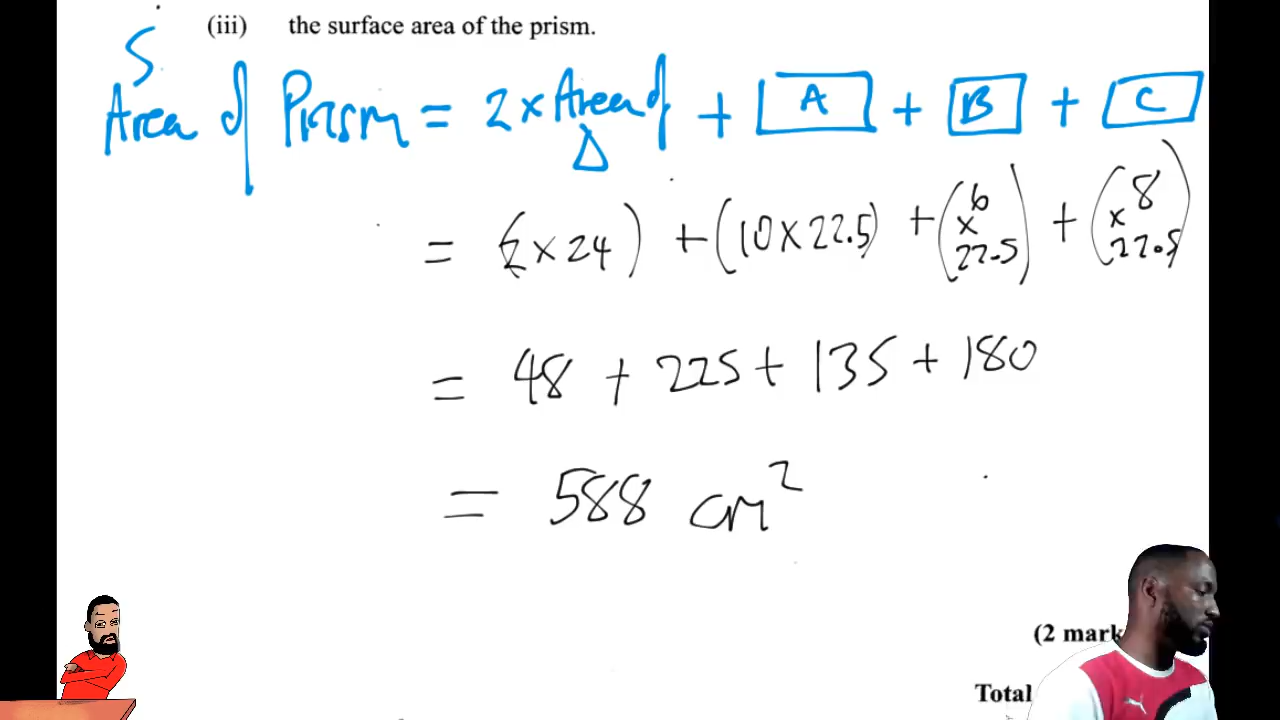 (iii) the surface area of the prism.
S
Area of Prism = 2 x Area of Δ + A + B + C
= (2 x 24) + (10 x 22.5) + (6 x 22.5) + (8 x 22.5)
= 48 + 225 + 135 + 180
= 588 cm²
(2 mark
Total